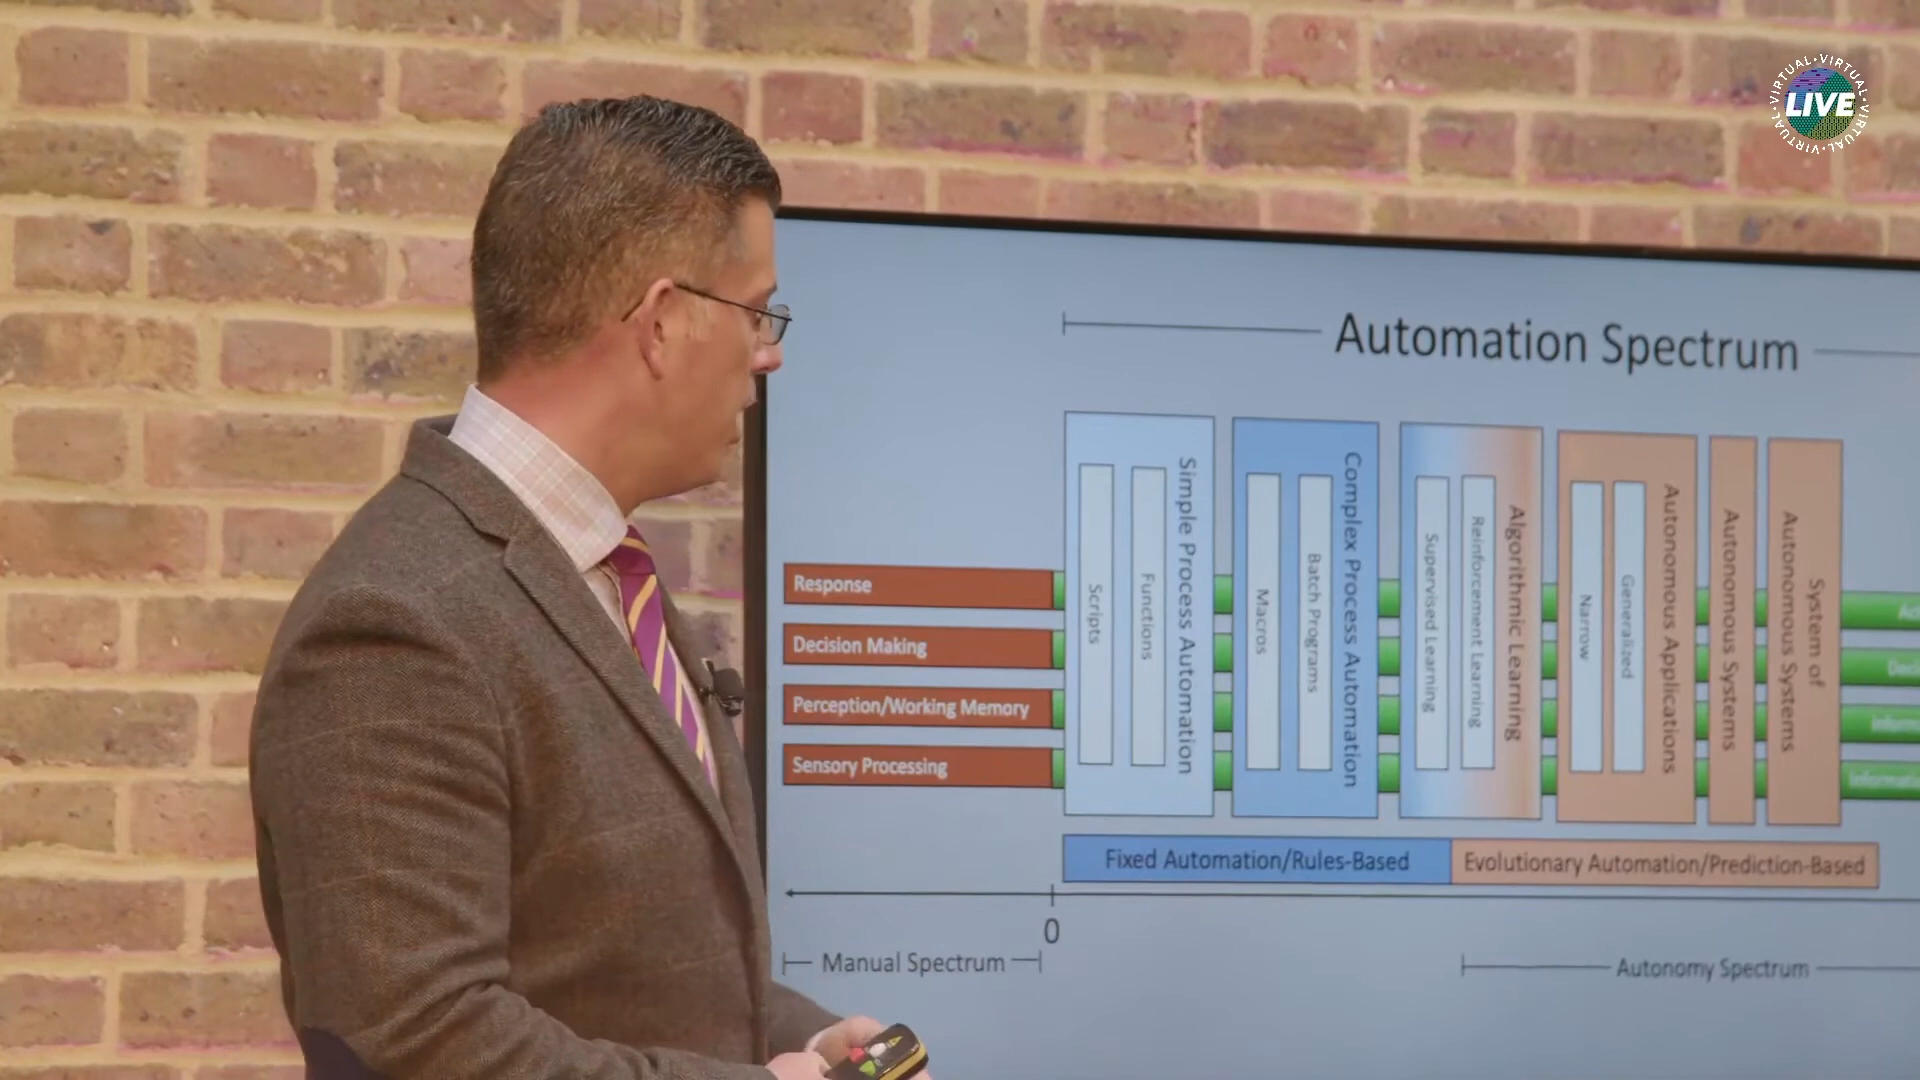 VIRTUAL · VIRTUAL · VIRTUAL · VIRTUAL
LIVE
Automation Spectrum
Response
Decision Making
Perception/Working Memory
Sensory Processing
Scripts
Functions
Simple Process Automation
Macros
Batch Programs
Complex Process Automation
Supervised Learning
Reinforcement Learning
Algorithmic Learning
Narrow
Generalized
Autonomous Applications
Autonomous Systems
System of
Autonomous Systems
Fixed Automation/Rules-Based
Evolutionary Automation/Prediction-Based
0
Manual Spectrum
Autonomy Spectrum